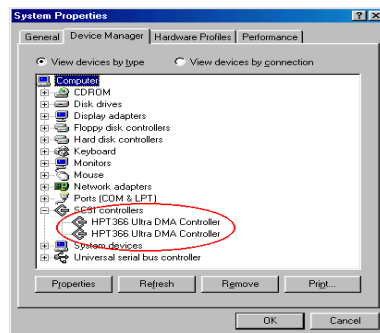 System Properties
General Device Manager Hardware Profiles Performance
View devices by type View devices by connection
Computer
CDROM
Disk drives
Display adapters
Floppy disk controllers
Hard disk controllers
Keyboard
Monitors
Mouse
Network adapters
Ports (COM & LPT)
SCSI controllers
HPT366 Ultra DMA Controller
HPT366 Ultra DMA Controller
System devices
Universal serial bus controller
Properties Refresh Remove Print...
OK Cancel